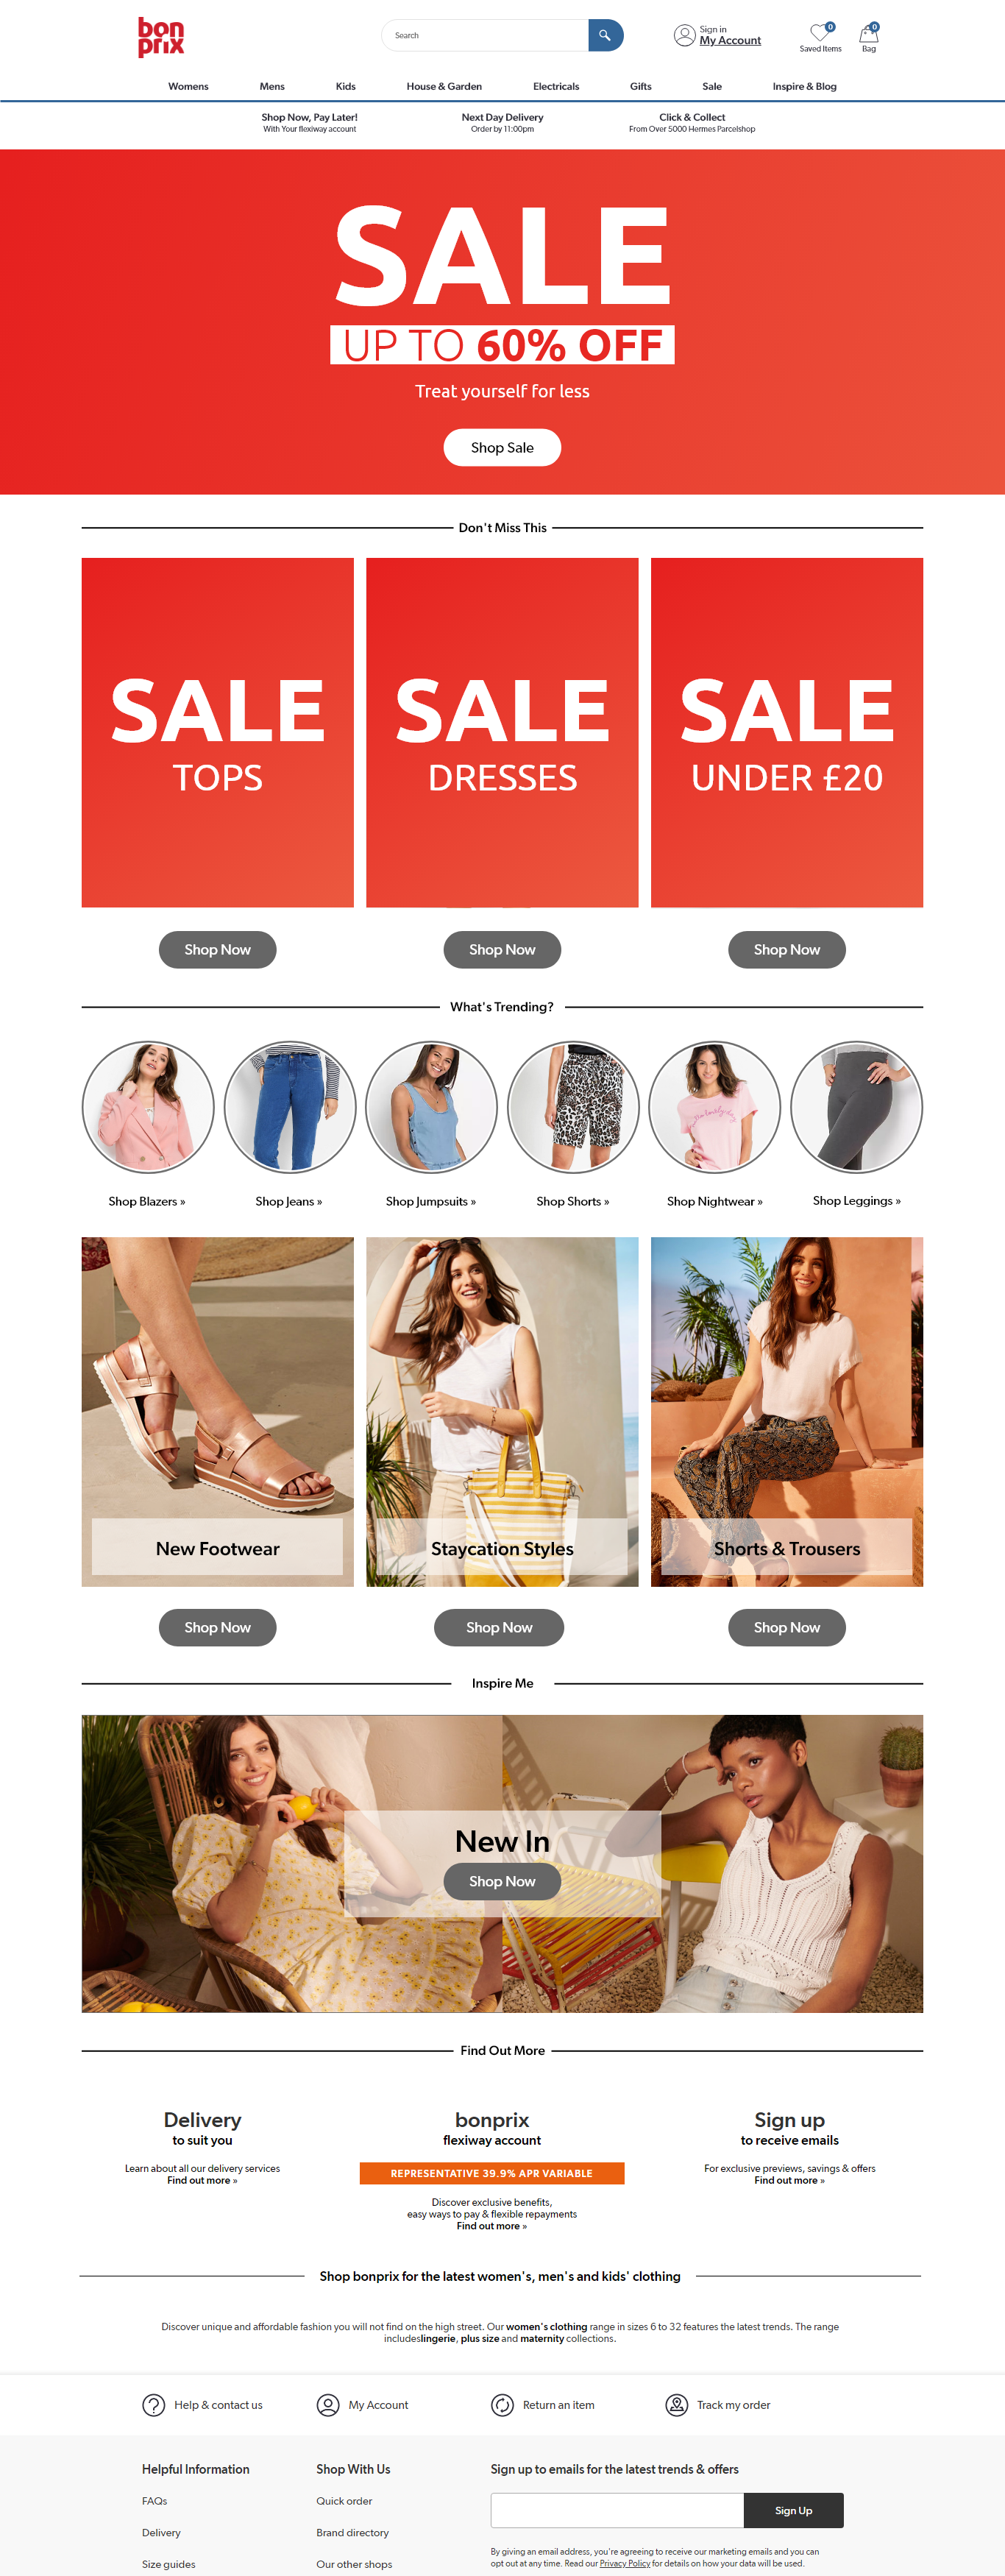 bon
prix
Search
Sign in
My Account
0
Saved Items
0
Bag
Womens
Mens
Kids
House & Garden
Electricals
Gifts
Sale
Inspire & Blog
Shop Now, Pay Later!
With Your flexiway account
Next Day Delivery
Order by 11:00pm
Click & Collect
From Over 5000 Hermes Parcelshop
SALE
UP TO 60% OFF
Treat yourself for less
Shop Sale
Don't Miss This
SALE
TOPS
SALE
DRESSES
SALE
UNDER £20
Shop Now
Shop Now
Shop Now
What's Trending?
Shop Blazers »
Shop Jeans »
Shop Jumpsuits »
Shop Shorts »
Shop Nightwear »
Shop Leggings »
New Footwear
Staycation Styles
Shorts & Trousers
Shop Now
Shop Now
Shop Now
Inspire Me
New In
Shop Now
Find Out More
Delivery
to suit you
Learn about all our delivery services
Find out more »
bonprix
flexiway account
REPRESENTATIVE 39.9% APR VARIABLE
Discover exclusive benefits,
easy ways to pay & flexible repayments
Find out more »
Sign up
to receive emails
For exclusive previews, savings & offers
Find out more »
Shop bonprix for the latest women's, men's and kids' clothing
Discover unique and affordable fashion you will not find on the high street. Our women's clothing range in sizes 6 to 32 features the latest trends. The range
includeslingerie, plus size and maternity collections.
Help & contact us
My Account
Return an item
Track my order
Helpful Information
FAQs
Delivery
Size guides
Shop With Us
Quick order
Brand directory
Our other shops
Sign up to emails for the latest trends & offers
Sign Up
By giving an email address, you're agreeing to receive our marketing emails and you can
opt out at any time. Read our Privacy Policy for details on how your data will be used.